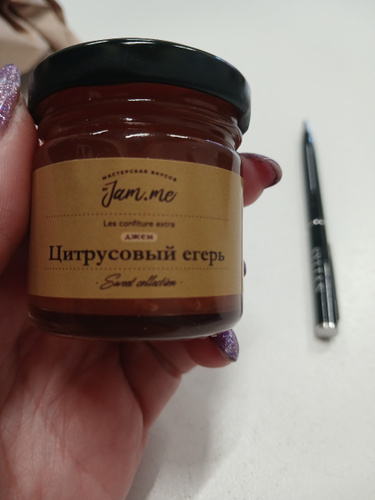 МАСТЕРСКАЯ ВКУСОВ
Jam.me
Les confiture extra
джем
Цитрусовый егерь
Sweet collection